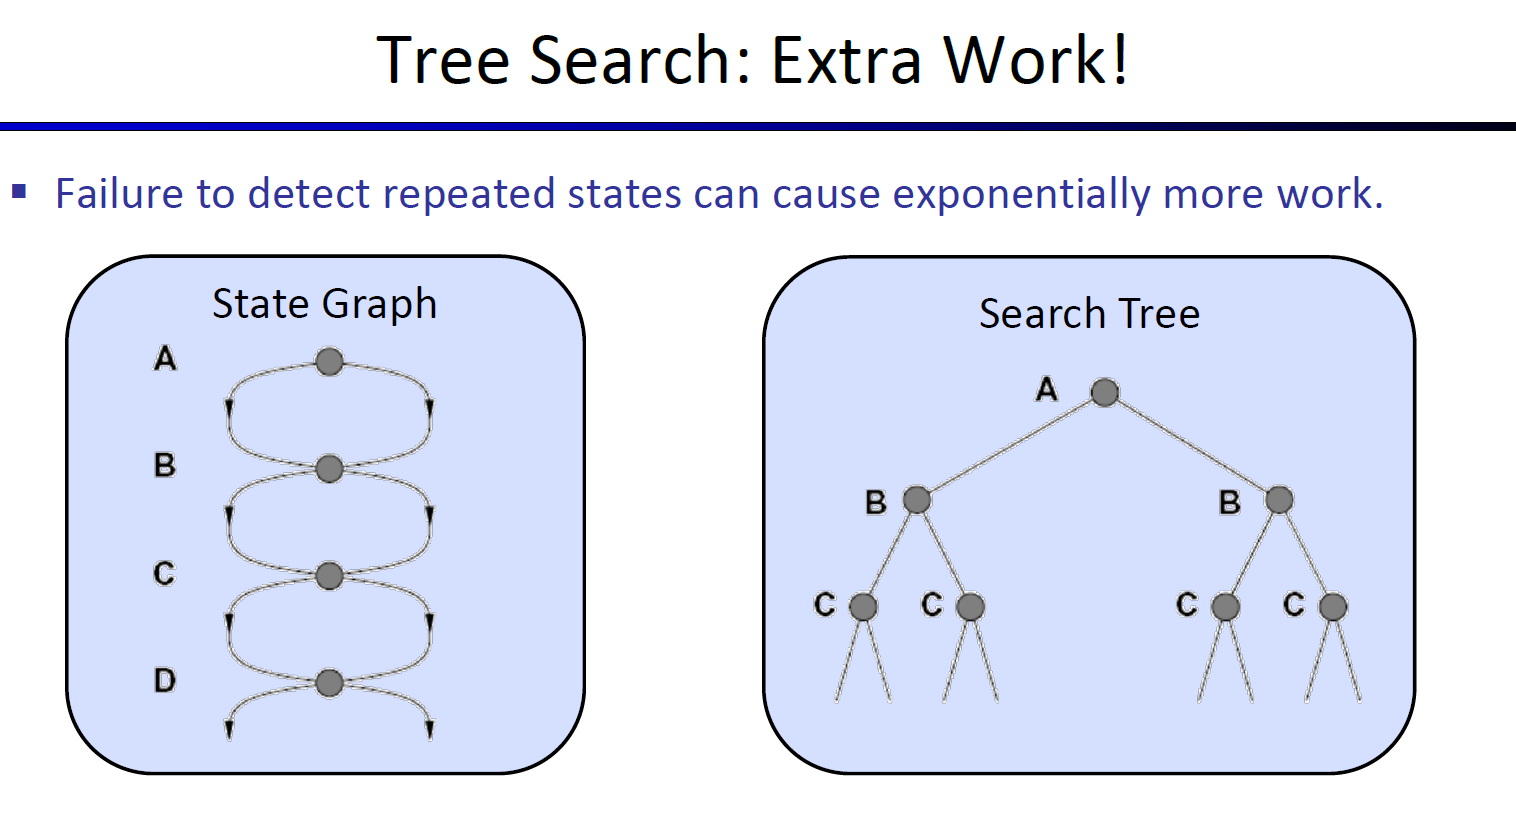 Tree Search: Extra Work!
▪ Failure to detect repeated states can cause exponentially more work.
State Graph
A
B
C
D
Search Tree
A
B B
C C C C